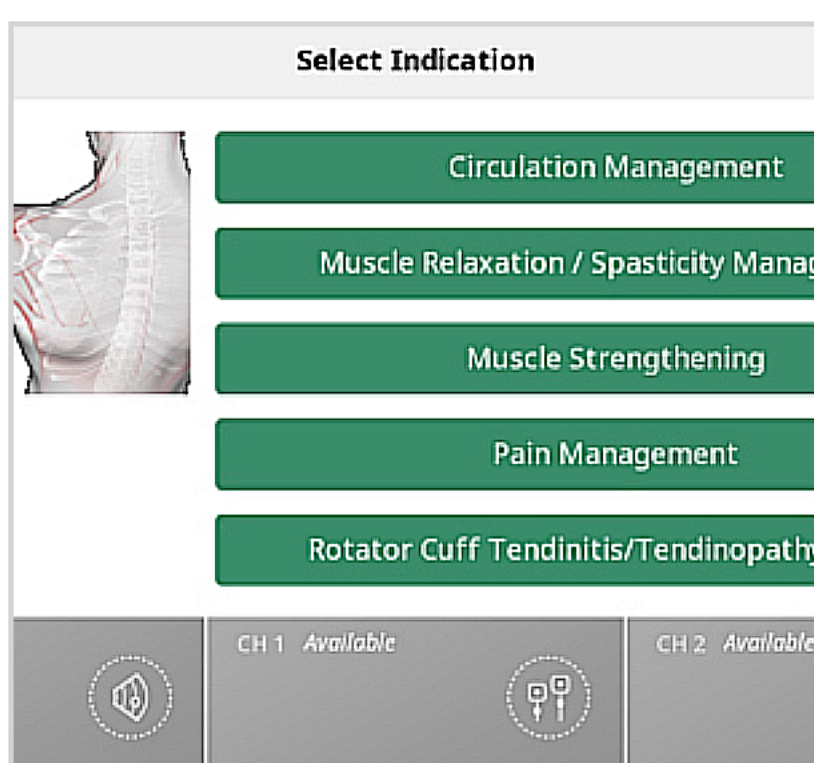 Select Indication
Circulation Management
Muscle Relaxation / Spasticity Manag
Muscle Strengthening
Pain Management
Rotator Cuff Tendinitis/Tendinopathy
CH 1 Available
CH 2 Available